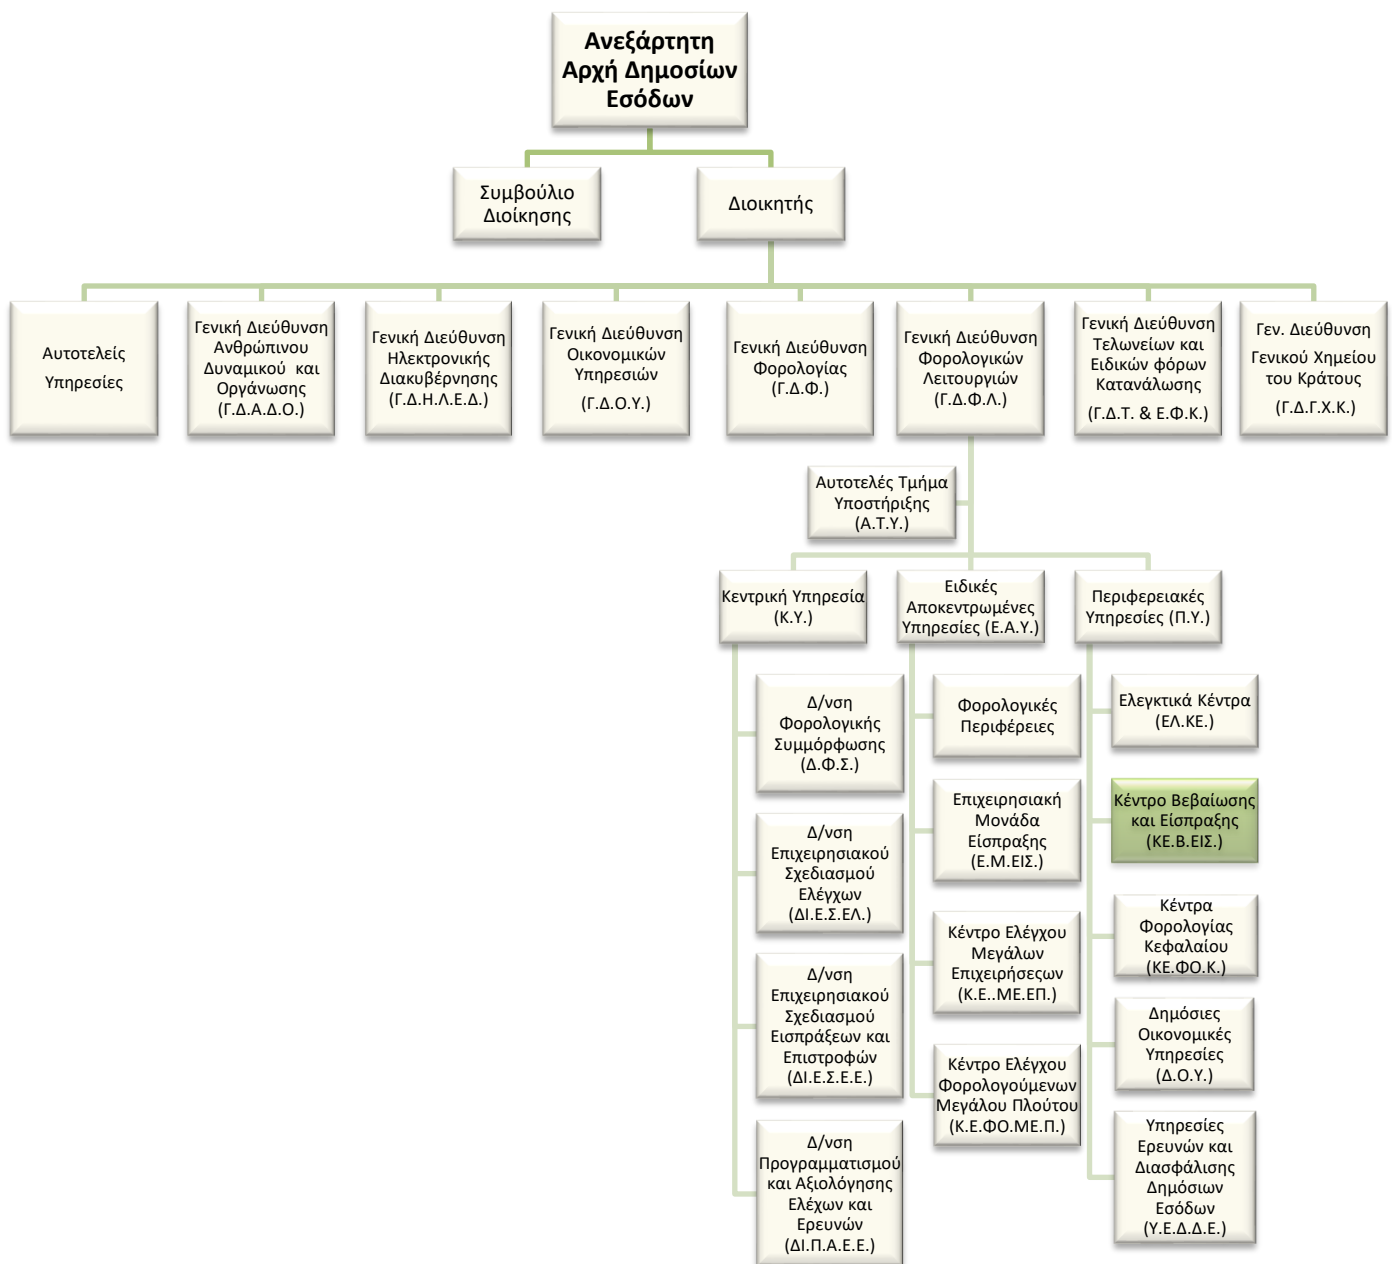 Ανεξάρτητη
Αρχή Δημοσίων
Εσόδων
Συμβούλιο
Διοίκησης
Διοικητής
Αυτοτελείς
Υπηρεσίες
Γενική Διεύθυνση
Ανθρώπινου
Δυναμικού και
Οργάνωσης
(Γ.Δ.Α.Δ.Ο.)
Γενική Διεύθυνση
Ηλεκτρονικής
Διακυβέρνησης
(Γ.Δ.Η.Λ.Ε.Δ.)
Γενική Διεύθυνση
Οικονομικών
Υπηρεσιών
(Γ.Δ.Ο.Υ.)
Γενική Διεύθυνση
Φορολογίας
(Γ.Δ.Φ.)
Γενική Διεύθυνση
Φορολογικών
Λειτουργιών
(Γ.Δ.Φ.Λ.)
Γενική Διεύθυνση
Τελωνείων και
Ειδικών φόρων
Κατανάλωσης
(Γ.Δ.Τ. & Ε.Φ.Κ.)
Γεν. Διεύθυνση
Γενικού Χημείου
του Κράτους
(Γ.Δ.Γ.Χ.Κ.)
Αυτοτελές Τμήμα
Υποστήριξης
(Α.Τ.Υ.)
Κεντρική Υπηρεσία
(Κ.Υ.)
Ειδικές
Αποκεντρωμένες
Υπηρεσίες (Ε.Α.Υ.)
Περιφερειακές
Υπηρεσίες (Π.Υ.)
Δ/νση
Φορολογικής
Συμμόρφωσης
(Δ.Φ.Σ.)
Δ/νση
Επιχειρησιακού
Σχεδιασμού
Ελέγχων
(ΔΙ.Ε.Σ.ΕΛ.)
Δ/νση
Επιχειρησιακού
Σχεδιασμού
Εισπράξεων και
Επιστροφών
(ΔΙ.Ε.Σ.Ε.Ε.)
Δ/νση
Προγραμματισμού
και Αξιολόγησης
Ελέχων και
Ερευνών
(ΔΙ.Π.Α.Ε.Ε.)
Φορολογικές
Περιφέρειες
Επιχειρησιακή
Μονάδα
Είσπραξης
(Ε.Μ.ΕΙΣ.)
Κέντρο Ελέγχου
Μεγάλων
Επιχειρήσεςων
(Κ.Ε..ΜΕ.ΕΠ.)
Κέντρο Ελέγχου
Φορολογούμενων
Μεγάλου Πλούτου
(Κ.Ε.ΦΟ.ΜΕ.Π.)
Ελεγκτικά Κέντρα
(ΕΛ.ΚΕ.)
Κέντρο Βεβαίωσης
και Είσπραξης
(ΚΕ.Β.ΕΙΣ.)
Κέντρα
Φορολογίας
Κεφαλαίου
(ΚΕ.ΦΟ.Κ.)
Δημόσιες
Οικονομικές
Υπηρεσίες
(Δ.Ο.Υ.)
Υπηρεσίες
Ερευνών και
Διασφάλισης
Δημόσιων
Εσόδων
(Υ.Ε.Δ.Δ.Ε.)